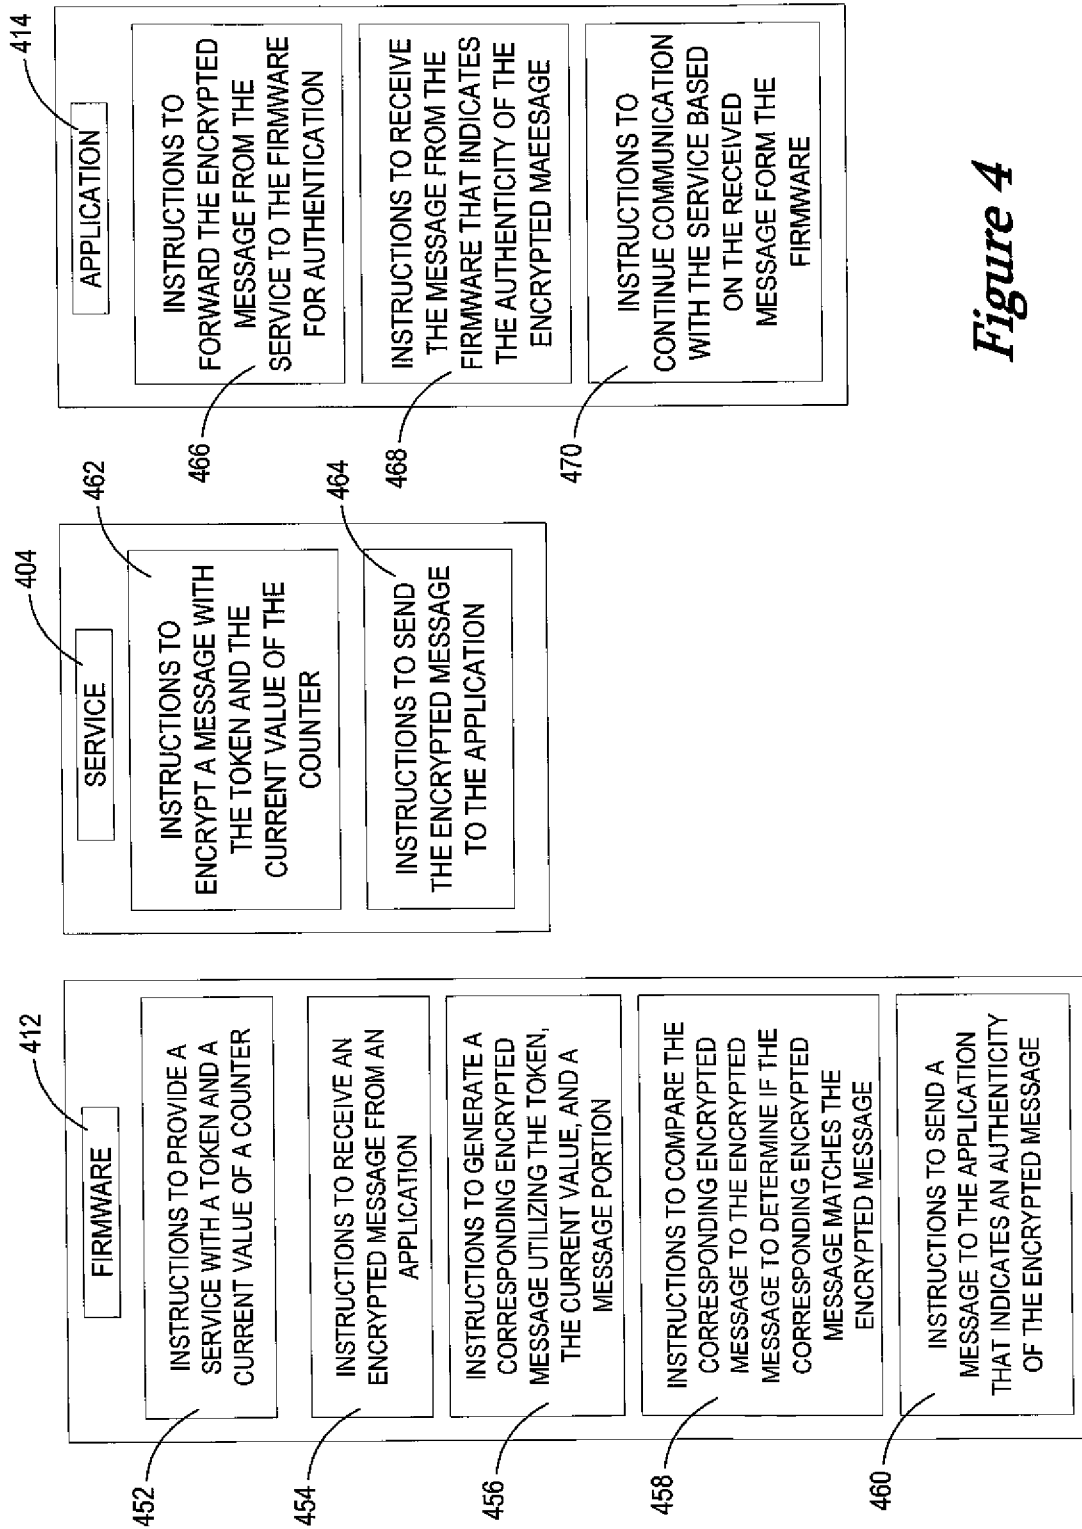 412
FIRMWARE
452
INSTRUCTIONS TO PROVIDE A
SERVICE WITH A TOKEN AND A
CURRENT VALUE OF A COUNTER
454
INSTRUCTIONS TO RECEIVE AN
ENCRYPTED MESSAGE FROM AN
APPLICATION
456
INSTRUCTIONS TO GENERATE A
CORRESPONDING ENCRYPTED
MESSAGE UTILIZING THE TOKEN,
THE CURRENT VALUE, AND A
MESSAGE PORTION
458
INSTRUCTIONS TO COMPARE THE
CORRESPONDING ENCRYPTED
MESSAGE TO THE ENCRYPTED
MESSAGE TO DETERMINE IF THE
CORRESPONDING ENCRYPTED
MESSAGE MATCHES THE
ENCRYPTED MESSAGE
460
INSTRUCTIONS TO SEND A
MESSAGE TO THE APPLICATION
THAT INDICATES AN AUTHENTICITY
OF THE ENCRYPTED MESSAGE
404
SERVICE
462
INSTRUCTIONS TO
ENCRYPT A MESSAGE WITH
THE TOKEN AND THE
CURRENT VALUE OF THE
COUNTER
464
INSTRUCTIONS TO SEND
THE ENCRYPTED MESSAGE
TO THE APPLICATION
414
APPLICATION
466
INSTRUCTIONS TO
FORWARD THE ENCRYPTED
MESSAGE FROM THE
SERVICE TO THE FIRMWARE
FOR AUTHENTICATION
468
INSTRUCTIONS TO RECEIVE
THE MESSAGE FROM THE
FIRMWARE THAT INDICATES
THE AUTHENTICITY OF THE
ENCRYPTED MAEESAGE
470
INSTRUCTIONS TO
CONTINUE COMMUNICATION
WITH THE SERVICE BASED
ON THE RECEIVED
MESSAGE FORM THE
FIRMWARE
Figure 4